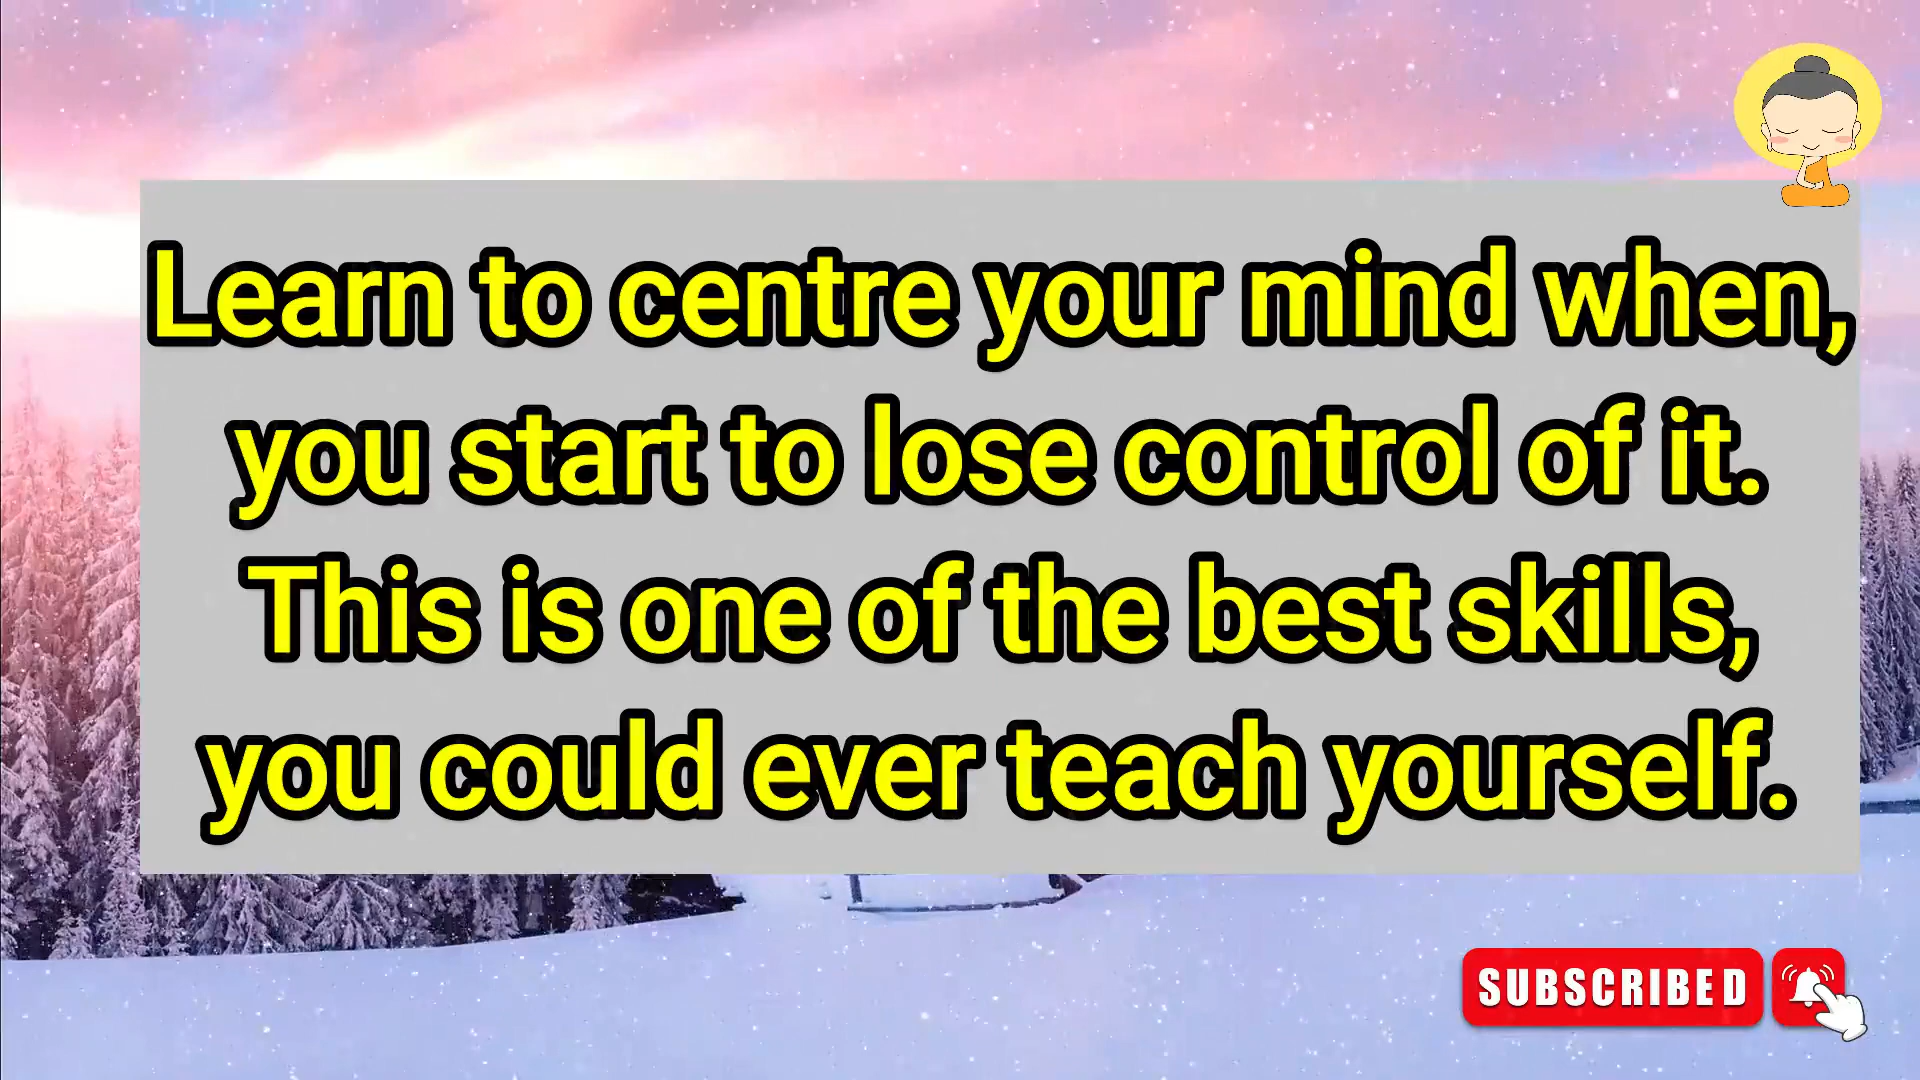 Learn to centre your mind when,
you start to lose control of it.
This is one of the best skills,
you could ever teach yourself.
SUBSCRIBED